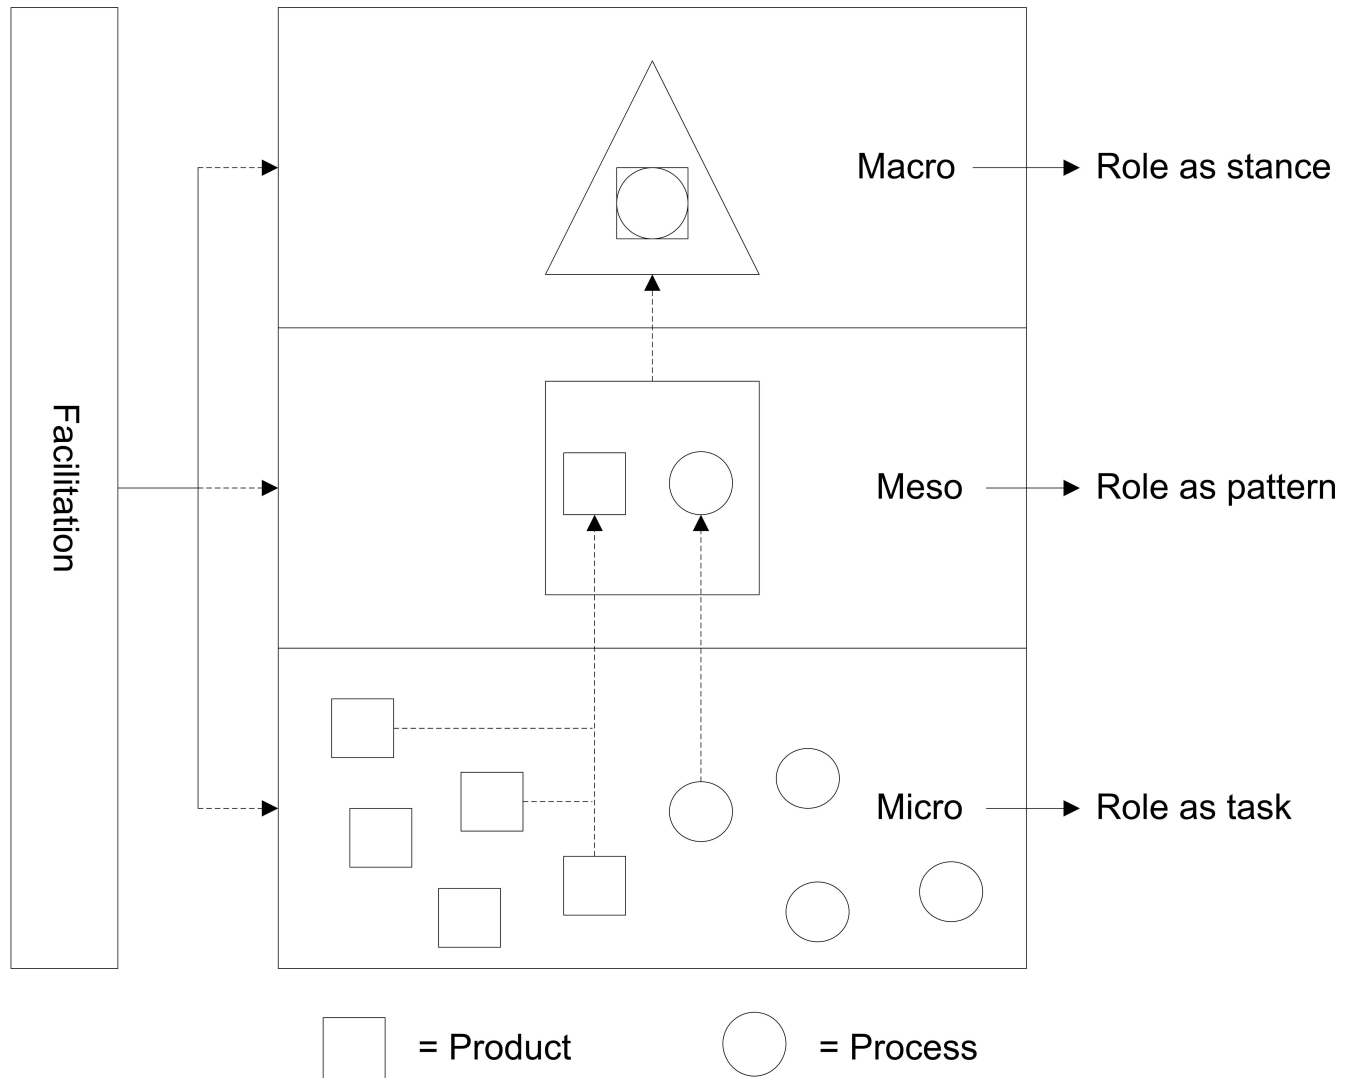 Facilitation
Macro
Role as stance
Meso
Role as pattern
Micro
Role as task
= Product
= Process